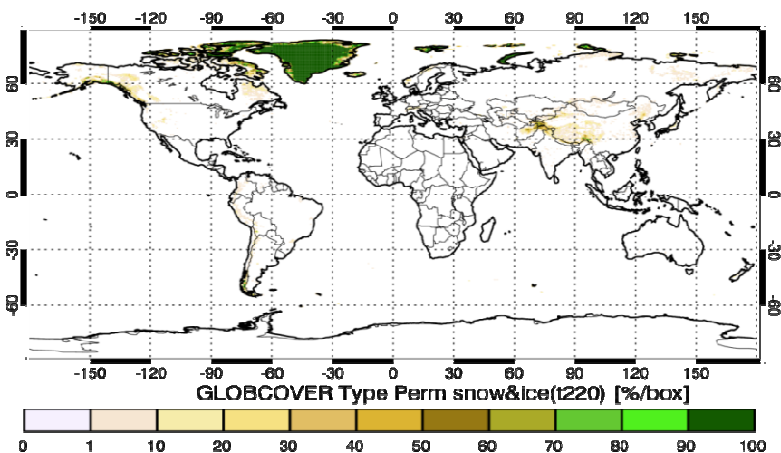 -150 -120 -90 -60 -30 0 30 60 90 120 150
60 60
30 30
0 0
-30 -30
-60 -60
-150 -120 -90 -60 -30 0 30 60 90 120 150
GLOBCOVER Type Perm snow&ice(t220) [%/box]
0 1 10 20 30 40 50 60 70 80 90 100